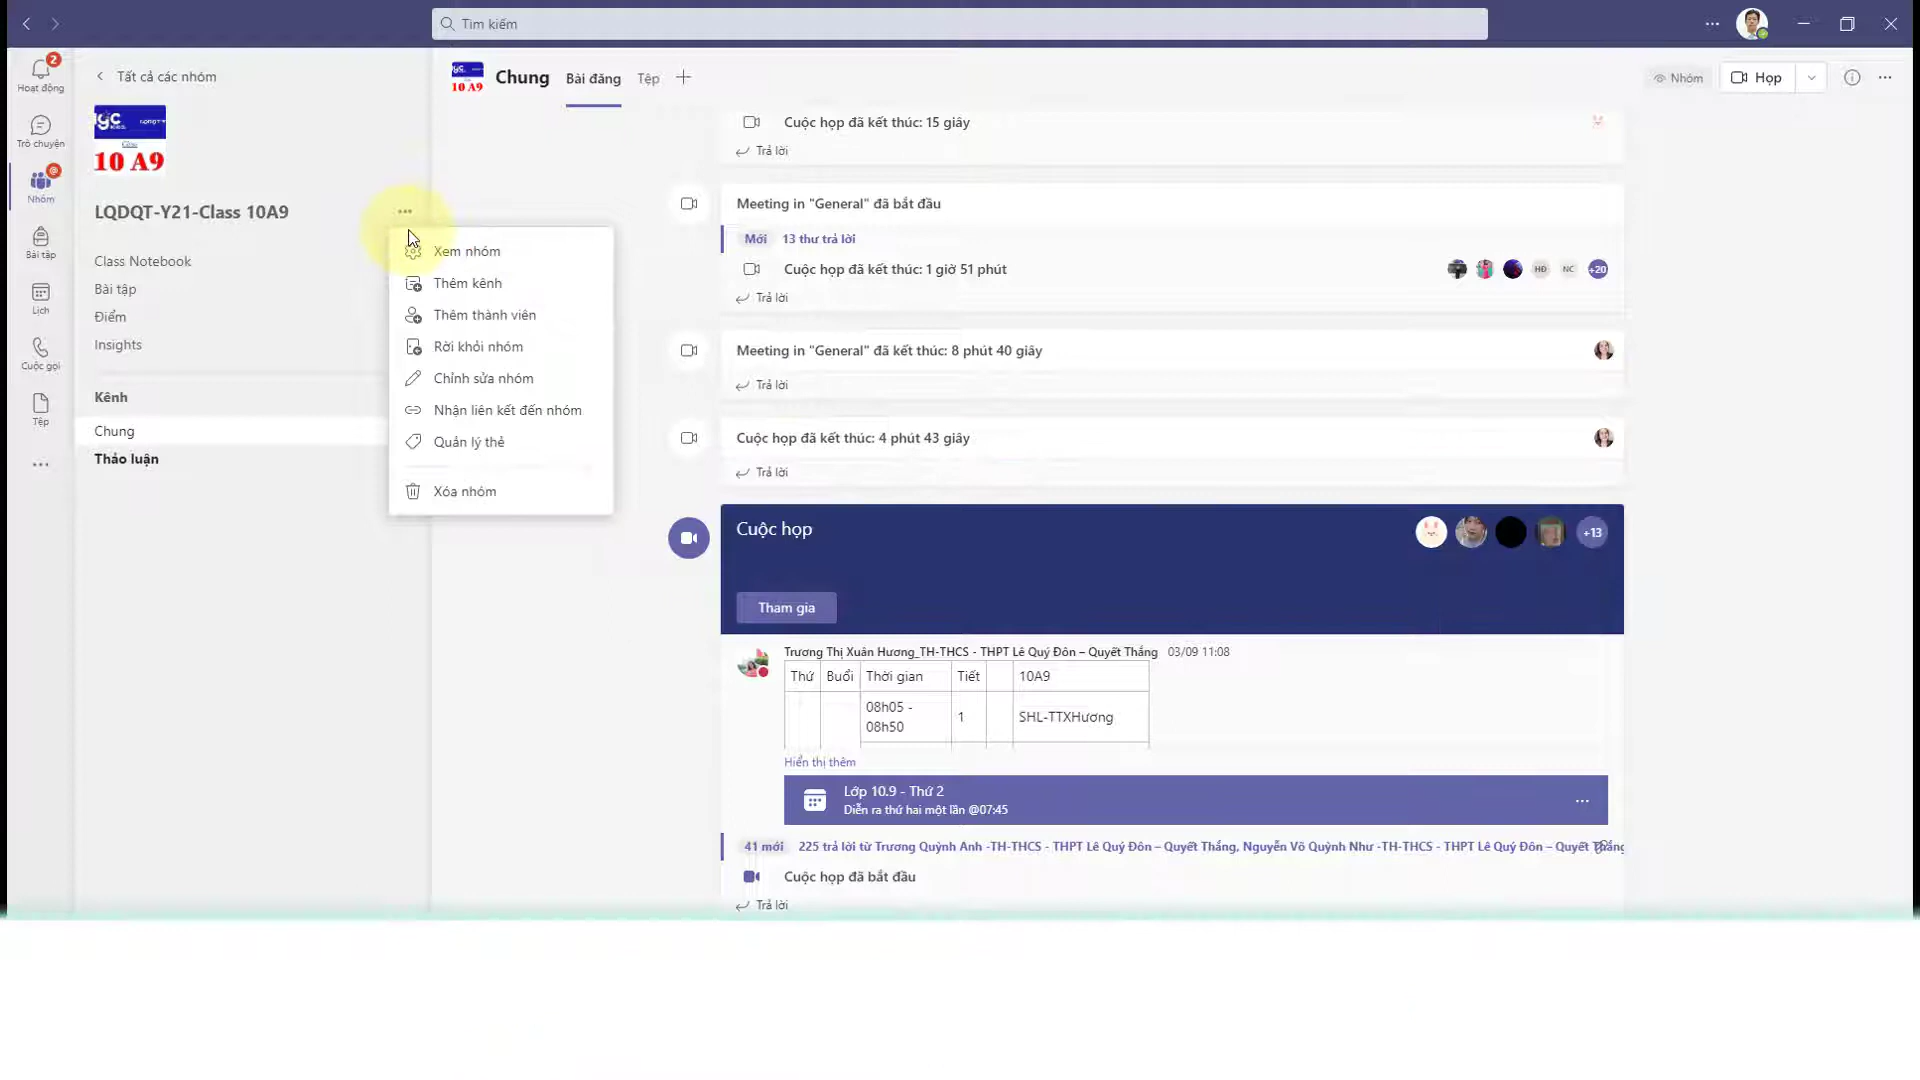 Tìm kiếm
2
Hoạt động
Trò chuyện
@
Nhóm
Bài tập
Lịch
Cuộc gọi
Tệp
Tất cả các nhóm
10 A9
LQDQT-Y21-Class 10A9
Class Notebook
Bài tập
Điểm
Insights
Kênh
Chung
Thảo luận
Xem nhóm
Thêm kênh
Thêm thành viên
Rời khỏi nhóm
Chỉnh sửa nhóm
Nhận liên kết đến nhóm
Quản lý thẻ
Xóa nhóm
10 A9
Chung
Bài đăng
Tệp
Nhóm
Họp
Cuộc họp đã kết thúc: 15 giây
Trả lời
Meeting in "General" đã bắt đầu
Mới 13 thư trả lời
Cuộc họp đã kết thúc: 1 giờ 51 phút
HĐ NC +20
Trả lời
Meeting in "General" đã kết thúc: 8 phút 40 giây
Trả lời
Cuộc họp đã kết thúc: 4 phút 43 giây
Trả lời
Cuộc họp
+13
Tham gia
Trương Thị Xuân Hương_TH-THCS - THPT Lê Quý Đôn – Quyết Thắng 03/09 11:08
Thứ Buổi Thời gian Tiết 10A9
08h05 -
08h50
1
SHL-TTXHương
Hiển thị thêm
Lớp 10.9 - Thứ 2
Diễn ra thứ hai một lần @07:45
41 mới 225 trả lời từ Trương Quỳnh Anh -TH-THCS - THPT Lê Quý Đôn – Quyết Thắng, Nguyễn Võ Quỳnh Như -TH-THCS - THPT Lê Quý Đôn – Quyết Thắng
Cuộc họp đã bắt đầu
Trả lời